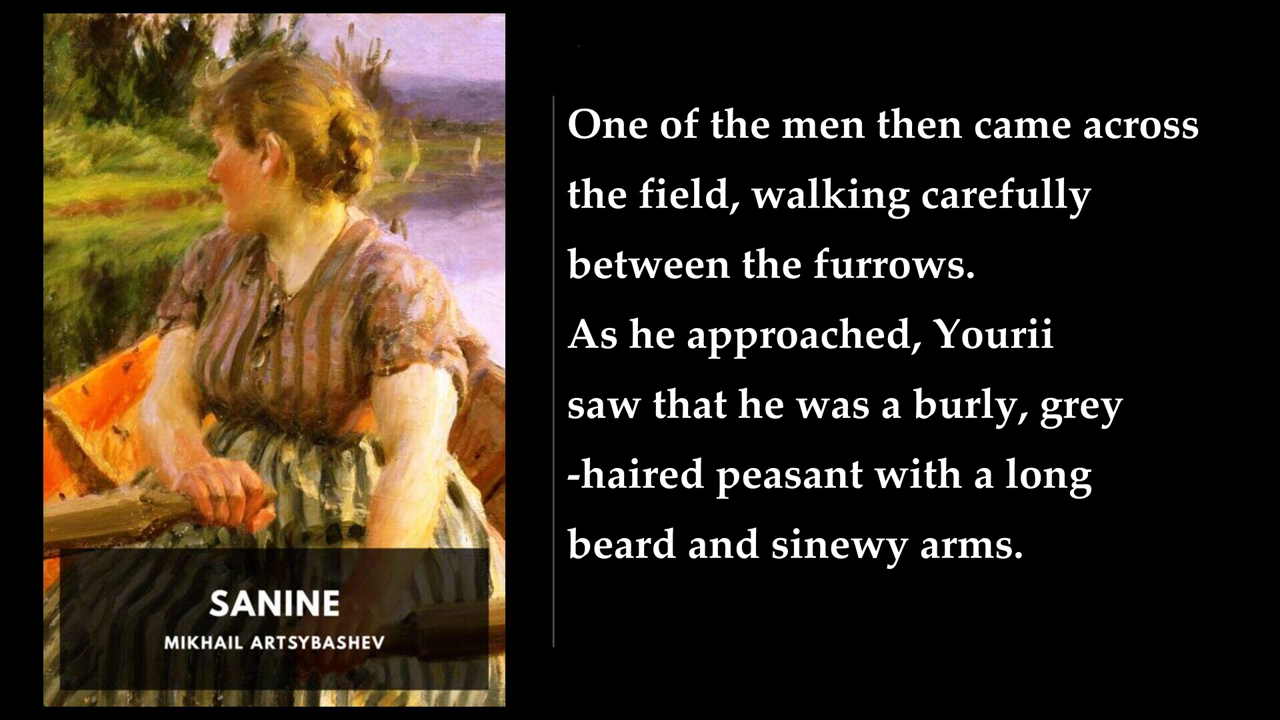 One of the men then came across
the field, walking carefully
between the furrows.
As he approached, Yourii
saw that he was a burly, grey
-haired peasant with a long
beard and sinewy arms.
SANINE
MIKHAIL ARTSYBASHEV